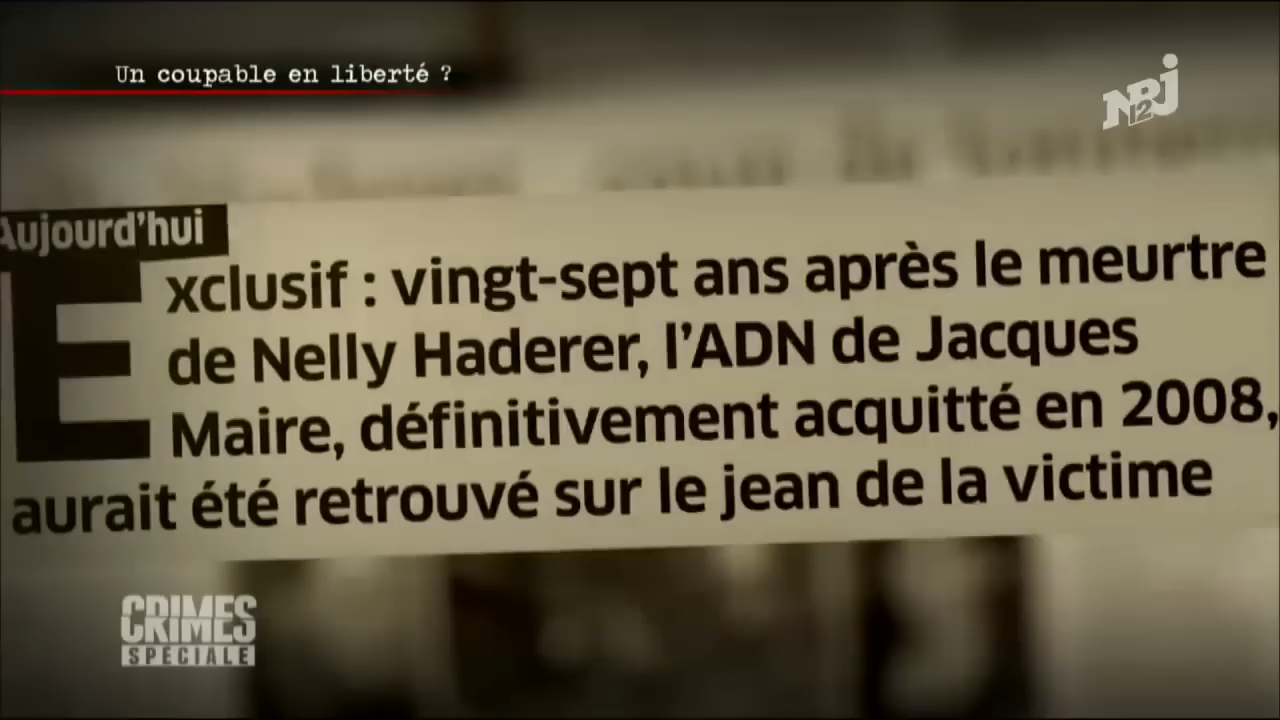 Un coupable en liberté ?
NRJ12
Aujourd'hui
Exclusif : vingt-sept ans après le meurtre
de Nelly Haderer, l'ADN de Jacques
Maire, définitivement acquitté en 2008,
aurait été retrouvé sur le jean de la victime
CRIMES
SPÉCIALE